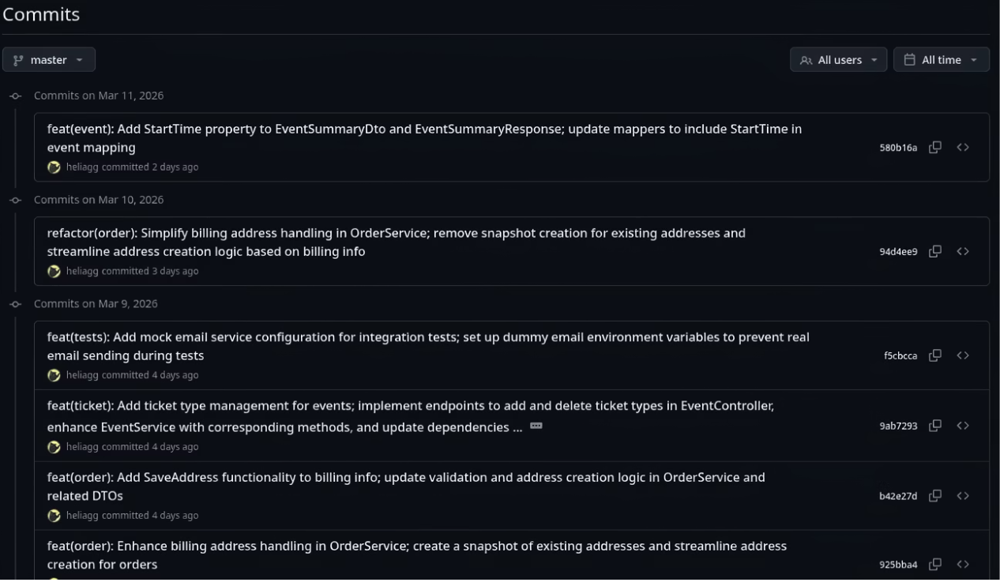 Commits
master
All users
All time
Commits on Mar 11, 2026
feat(event): Add StartTime property to EventSummaryDto and EventSummaryResponse; update mappers to include StartTime in
event mapping
580b16a
heliagg committed 2 days ago
Commits on Mar 10, 2026
refactor(order): Simplify billing address handling in OrderService; remove snapshot creation for existing addresses and
streamline address creation logic based on billing info
94d4ee9
heliagg committed 3 days ago
Commits on Mar 9, 2026
feat(tests): Add mock email service configuration for integration tests; set up dummy email environment variables to prevent real
email sending during tests
f5cbcca
heliagg committed 4 days ago
feat(ticket): Add ticket type management for events; implement endpoints to add and delete ticket types in EventController,
enhance EventService with corresponding methods, and update dependencies ...
9ab7293
heliagg committed 4 days ago
feat(order): Add SaveAddress functionality to billing info; update validation and address creation logic in OrderService and
related DTOs
b42e27d
heliagg committed 4 days ago
feat(order): Enhance billing address handling in OrderService; create a snapshot of existing addresses and streamline address
creation for orders
925bba4